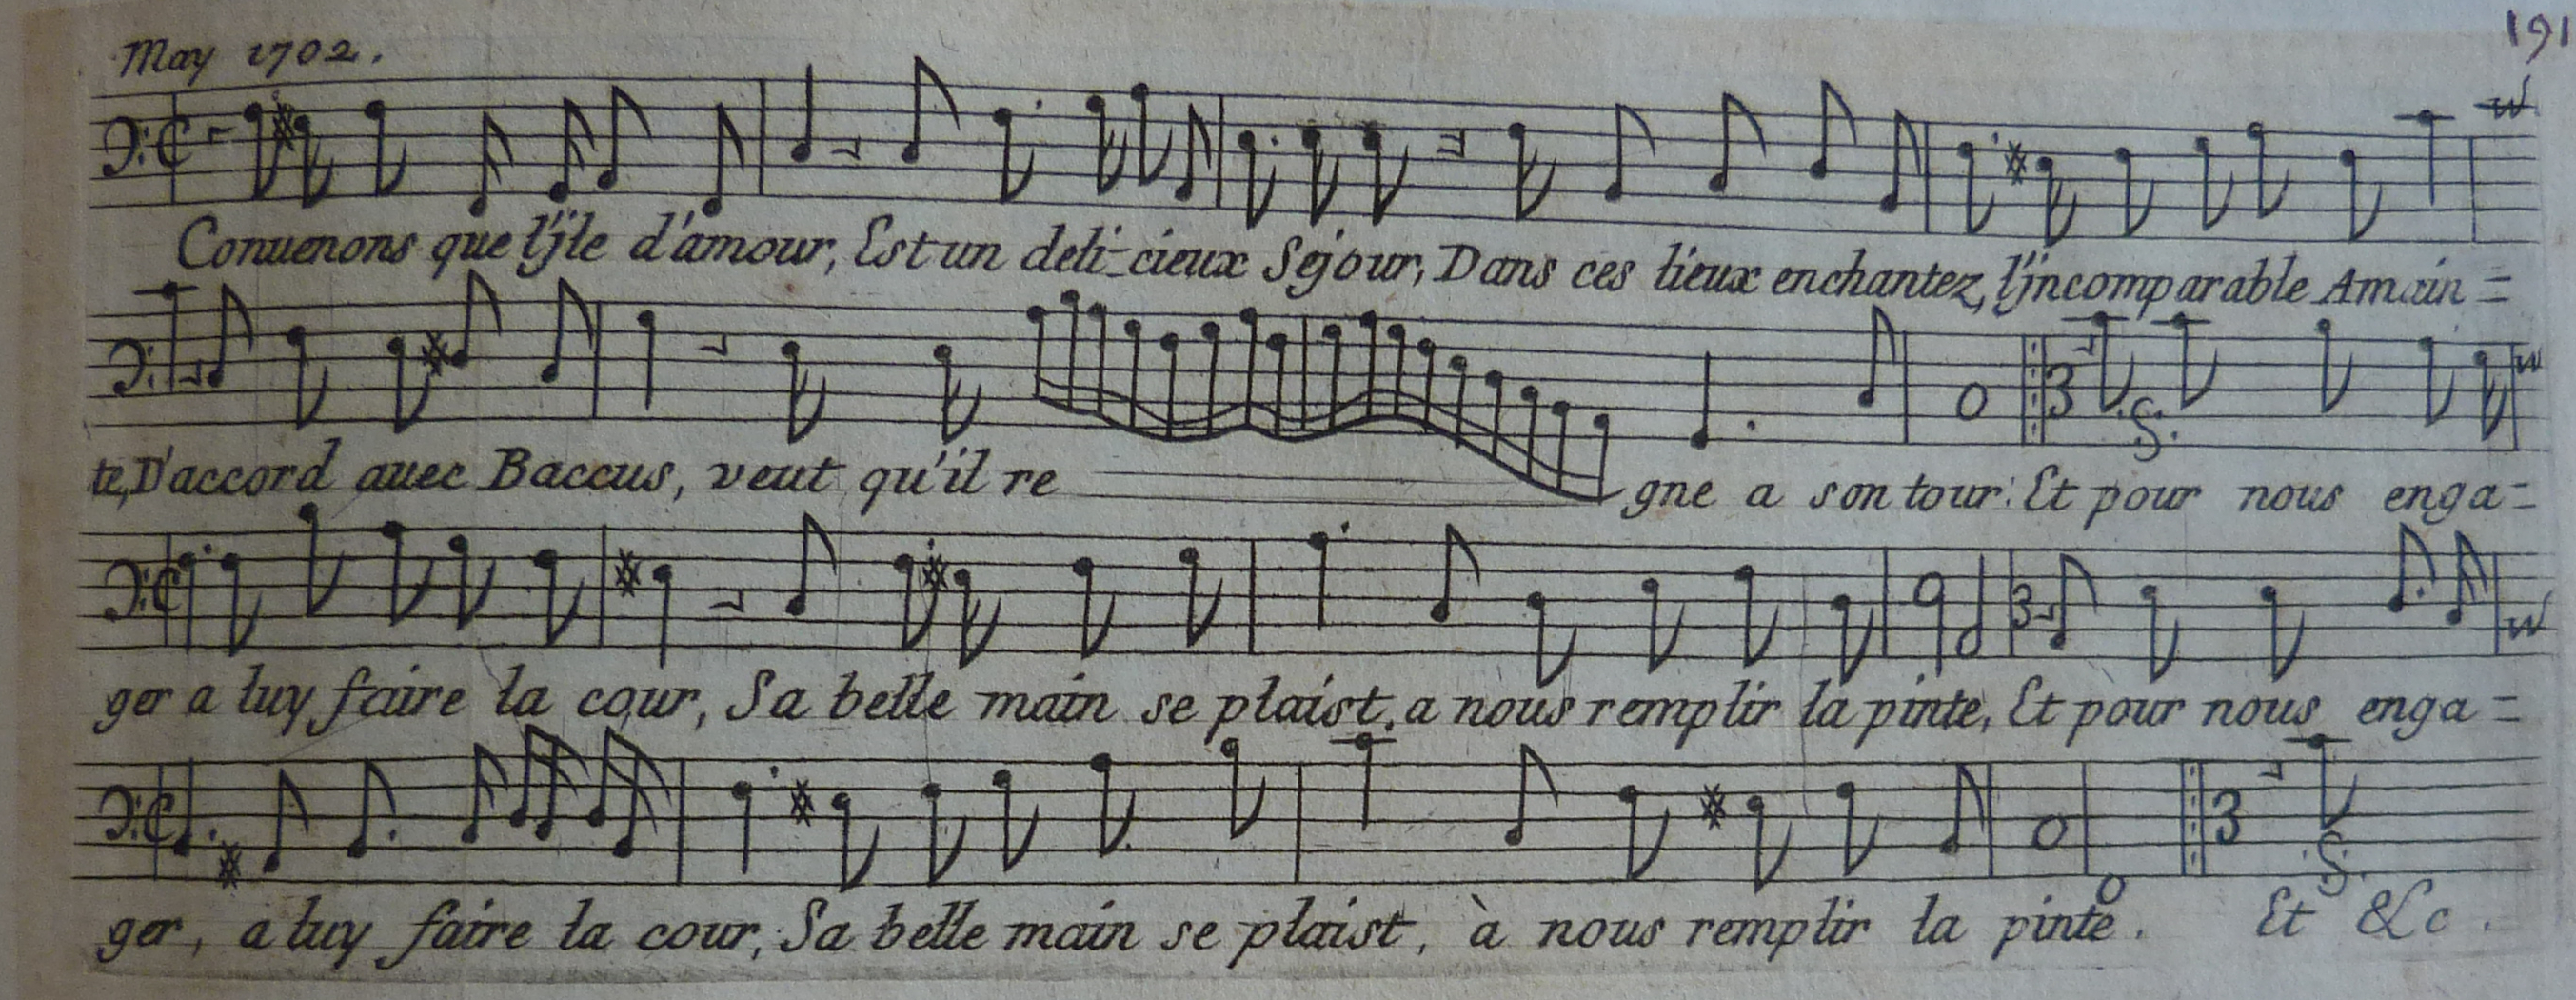 May 1702.
191
Conuenons que l'jle d'amour, Est un deli-cieux Sejour, Dans ces lieux enchantez, l'jncomparable Amain=
te, D'accord auec Baccus, veut qu'il re gne a son tour: Et pour nous enga=
ger a luy faire la cour, Sa belle main se plaist, a nous remplir la pinte, Et pour nous enga=
ger, a luy faire la cour, Sa belle main se plaist, à nous remplir la pinte. Et &c.